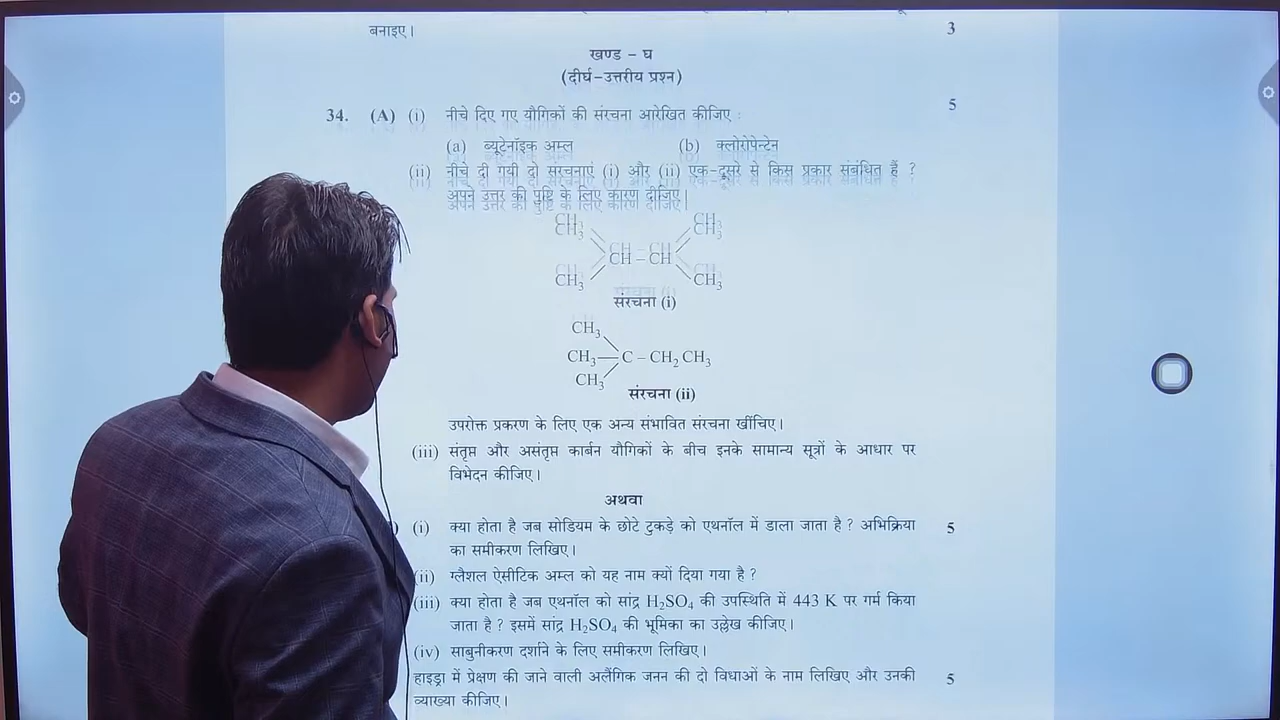 बनाइए। 3
खण्ड – घ
(दीर्घ-उत्तरीय प्रश्न)
34. (A) (i) नीचे दिए गए यौगिकों की संरचना आरेखित कीजिए : 5
(a) ब्यूटेनॉइक अम्ल (b) क्लोरोपेन्टेन
(ii) नीचे दी गयी दो संरचनाएं (i) और (ii) एक-दूसरे से किस प्रकार संबंधित हैं ?
अपने उत्तर की पुष्टि के लिए कारण दीजिए।
CH3 CH3
CH – CH
CH3 CH3
संरचना (i)
CH3
CH3—C – CH2 CH3
CH3
संरचना (ii)
उपरोक्त प्रकरण के लिए एक अन्य संभावित संरचना खींचिए।
(iii) संतृप्त और असंतृप्त कार्बन यौगिकों के बीच इनके सामान्य सूत्रों के आधार पर
विभेदन कीजिए।
अथवा
(i) क्या होता है जब सोडियम के छोटे टुकड़े को एथनॉल में डाला जाता है ? अभिक्रिया 5
का समीकरण लिखिए।
(ii) ग्लैशल ऐसीटिक अम्ल को यह नाम क्यों दिया गया है ?
(iii) क्या होता है जब एथनॉल को सांद्र H2SO4 की उपस्थिति में 443 K पर गर्म किया
जाता है ? इसमें सांद्र H2SO4 की भूमिका का उल्लेख कीजिए।
(iv) साबुनीकरण दर्शाने के लिए समीकरण लिखिए।
हाइड्रा में प्रेक्षण की जाने वाली अलैंगिक जनन की दो विधाओं के नाम लिखिए और उनकी 5
व्याख्या कीजिए।